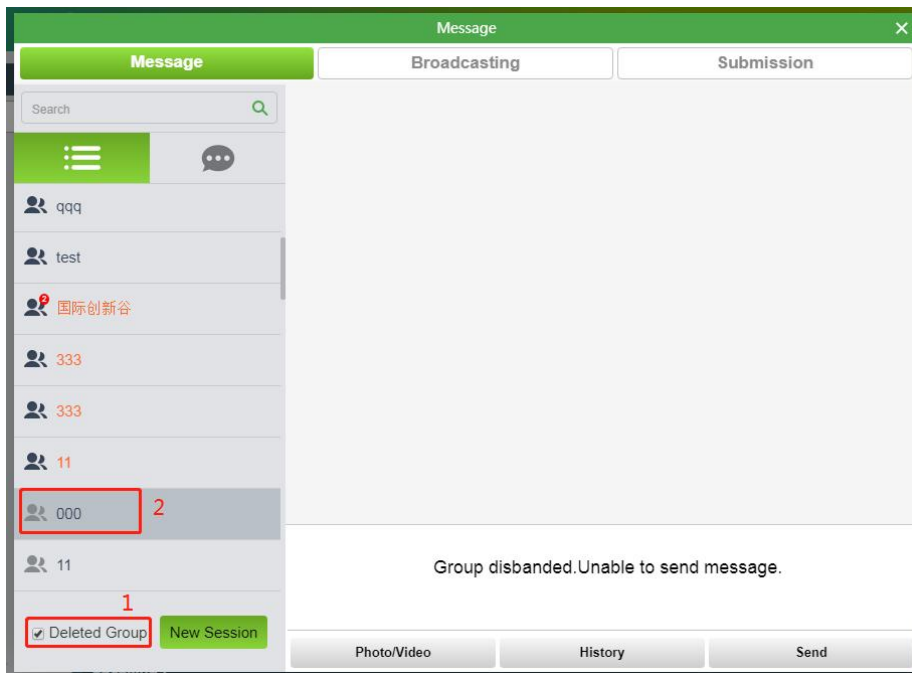 Message
Message
Broadcasting
Submission
Search
qqq
test
2
国际创新谷
333
333
11
000
2
11
1
Deleted Group
New Session
Group disbanded.Unable to send message.
Photo/Video
History
Send